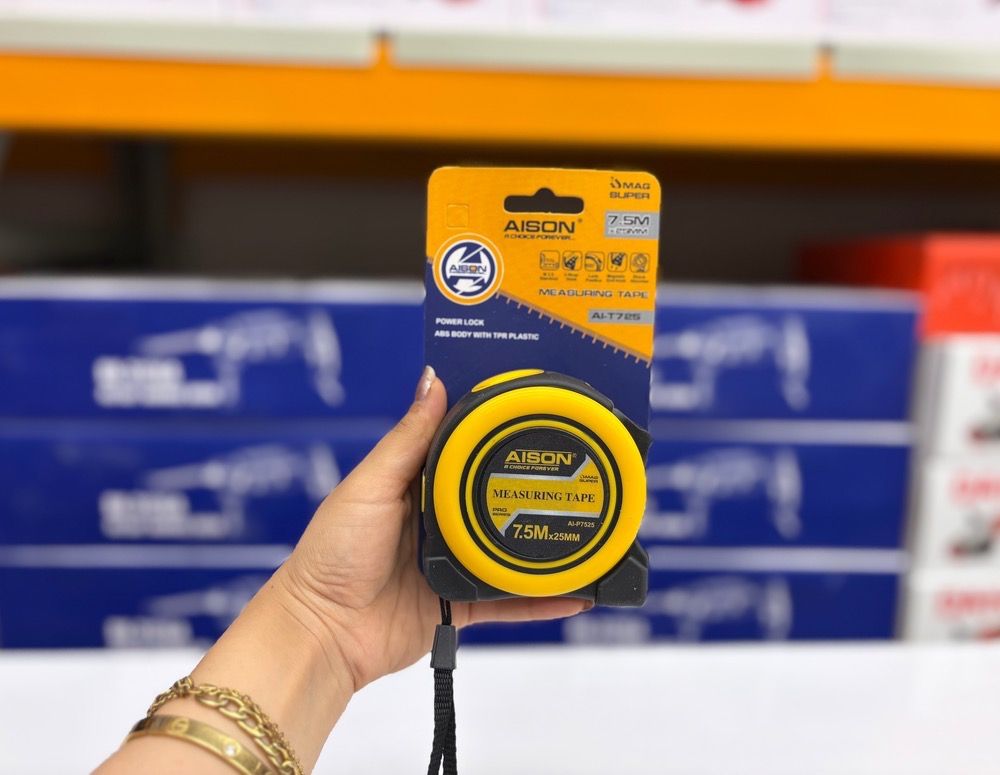 MAG
SUPER
7.5M
x 25MM
AISON®
A CHOICE FOREVER...
AISON
MEASURING TAPE
AI-T725
POWER LOCK
ABS BODY WITH TPR PLASTIC
AISON®
A CHOICE FOREVER
MAG
SUPER
MEASURING TAPE
PRO
SERIES
AI-P7525
7.5Mx25MM